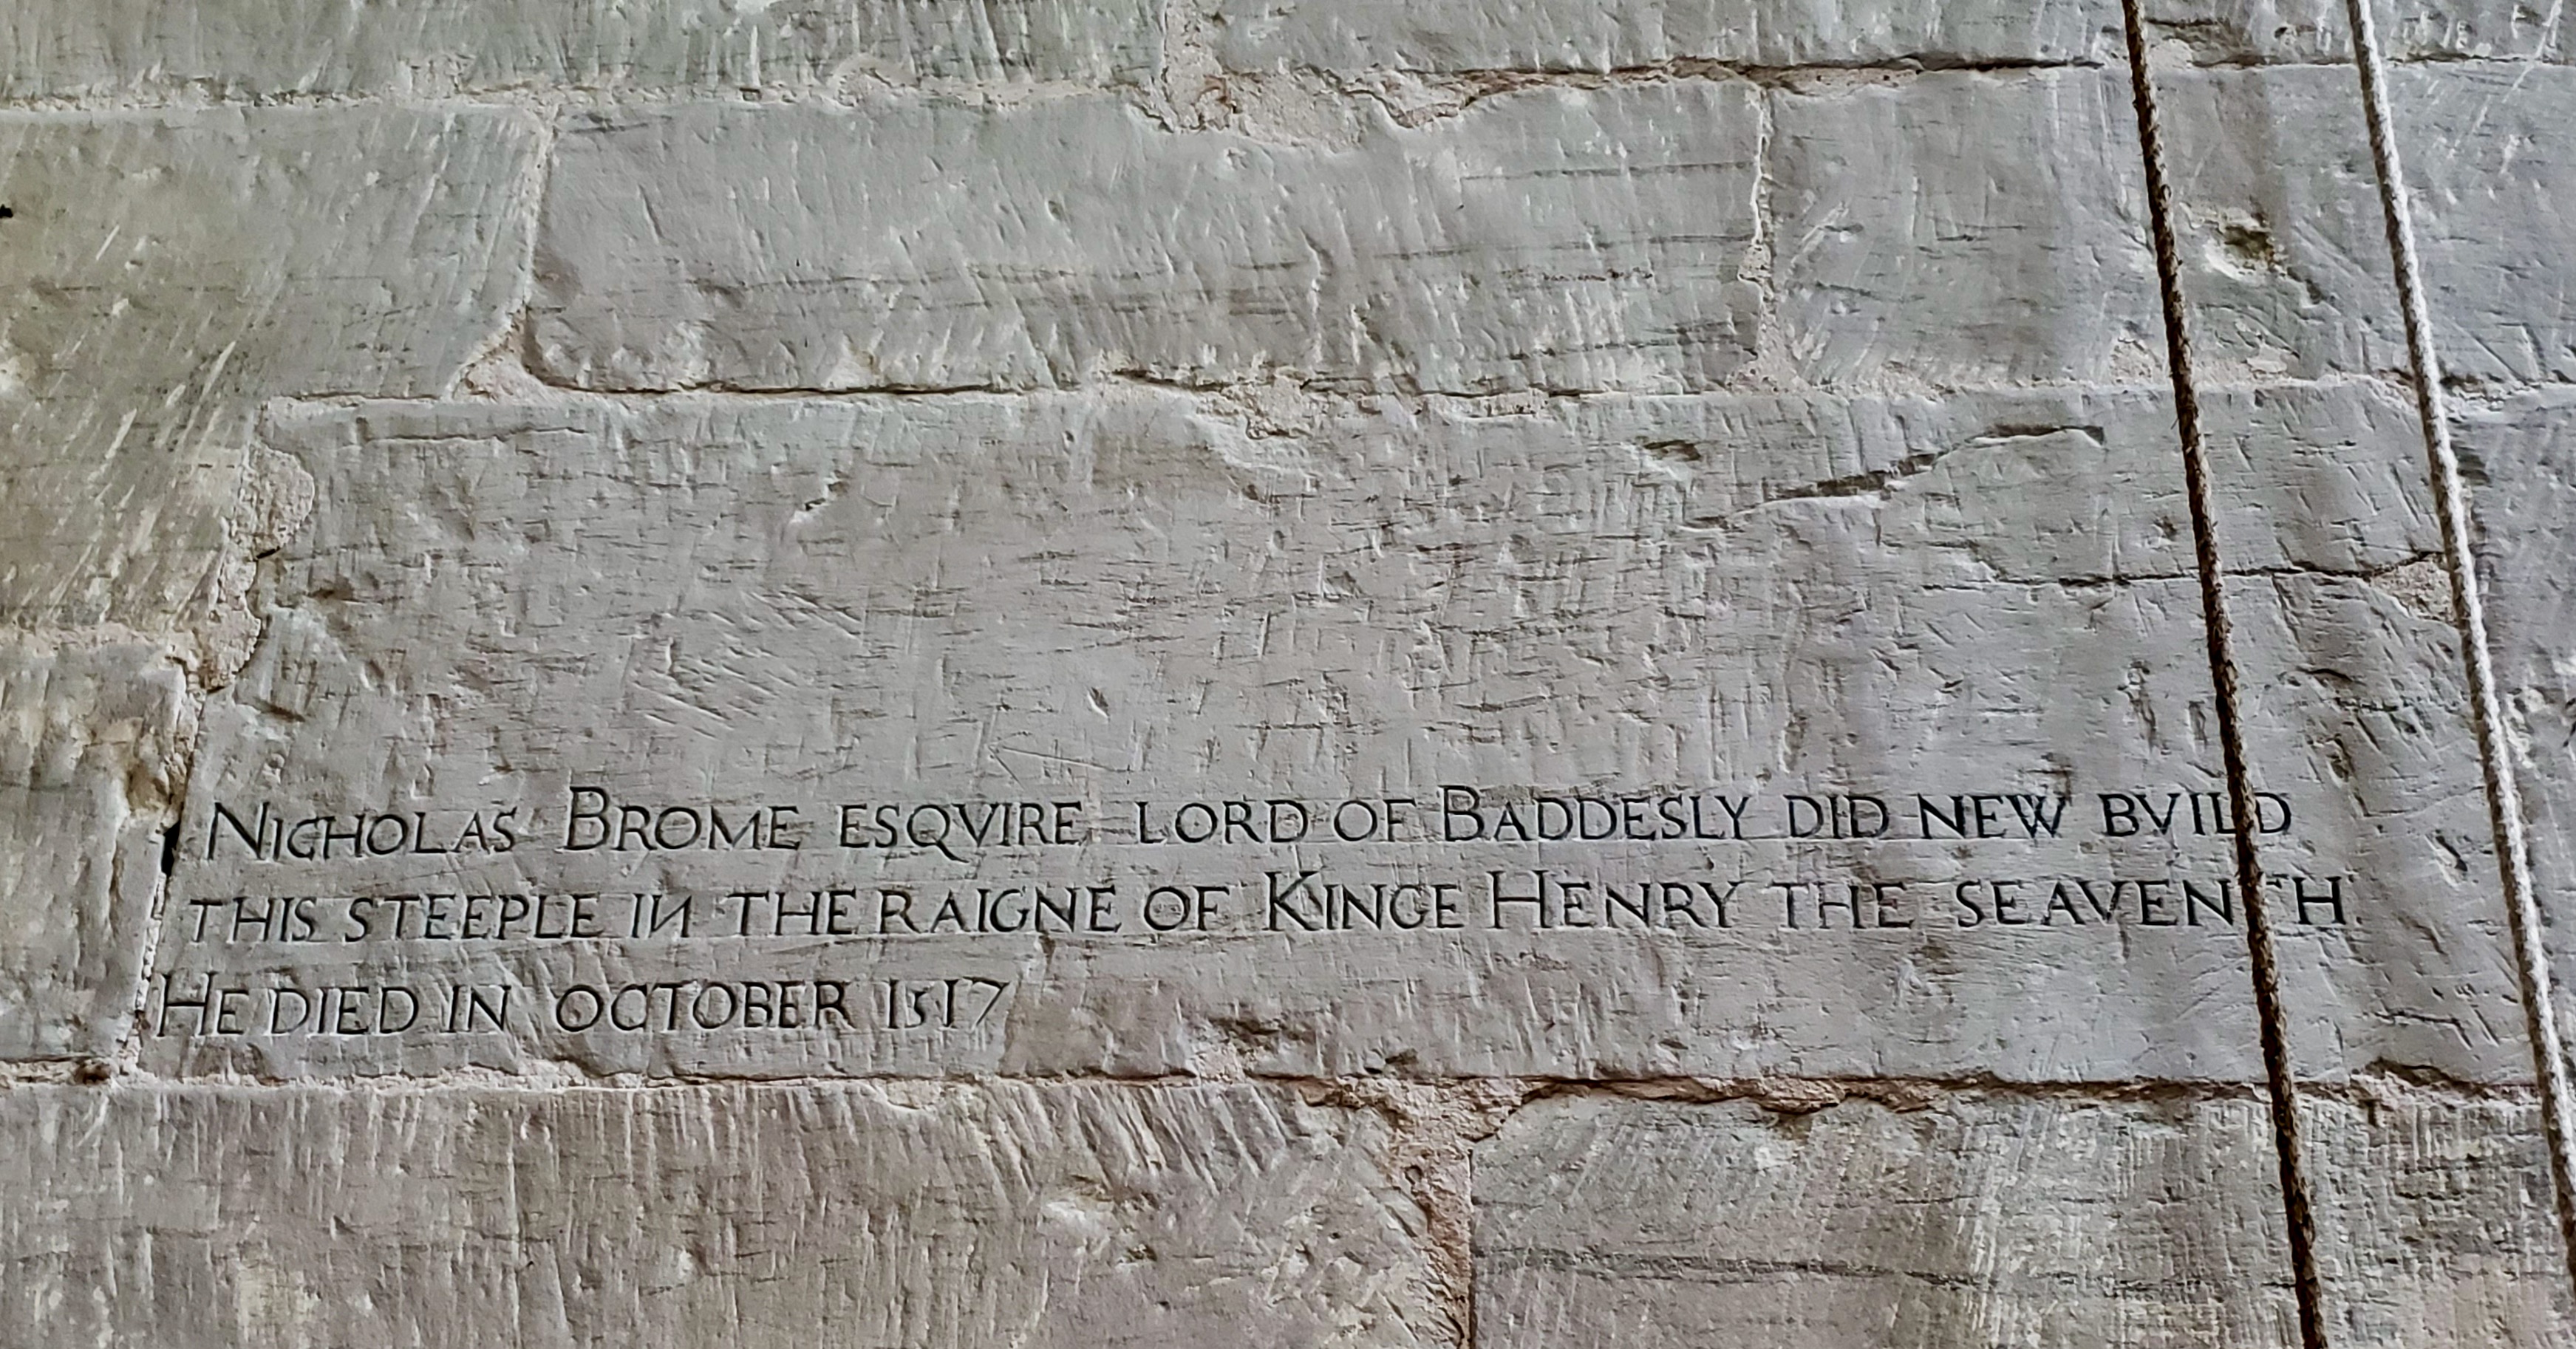 NICHOLAS BROME ESQVIRE LORD OF BADDESLY DID NEW BVILD
THIS STEEPLE IN THE RAIGNE OF KINGE HENRY THE SEAVENTH
HE DIED IN OCTOBER 1517